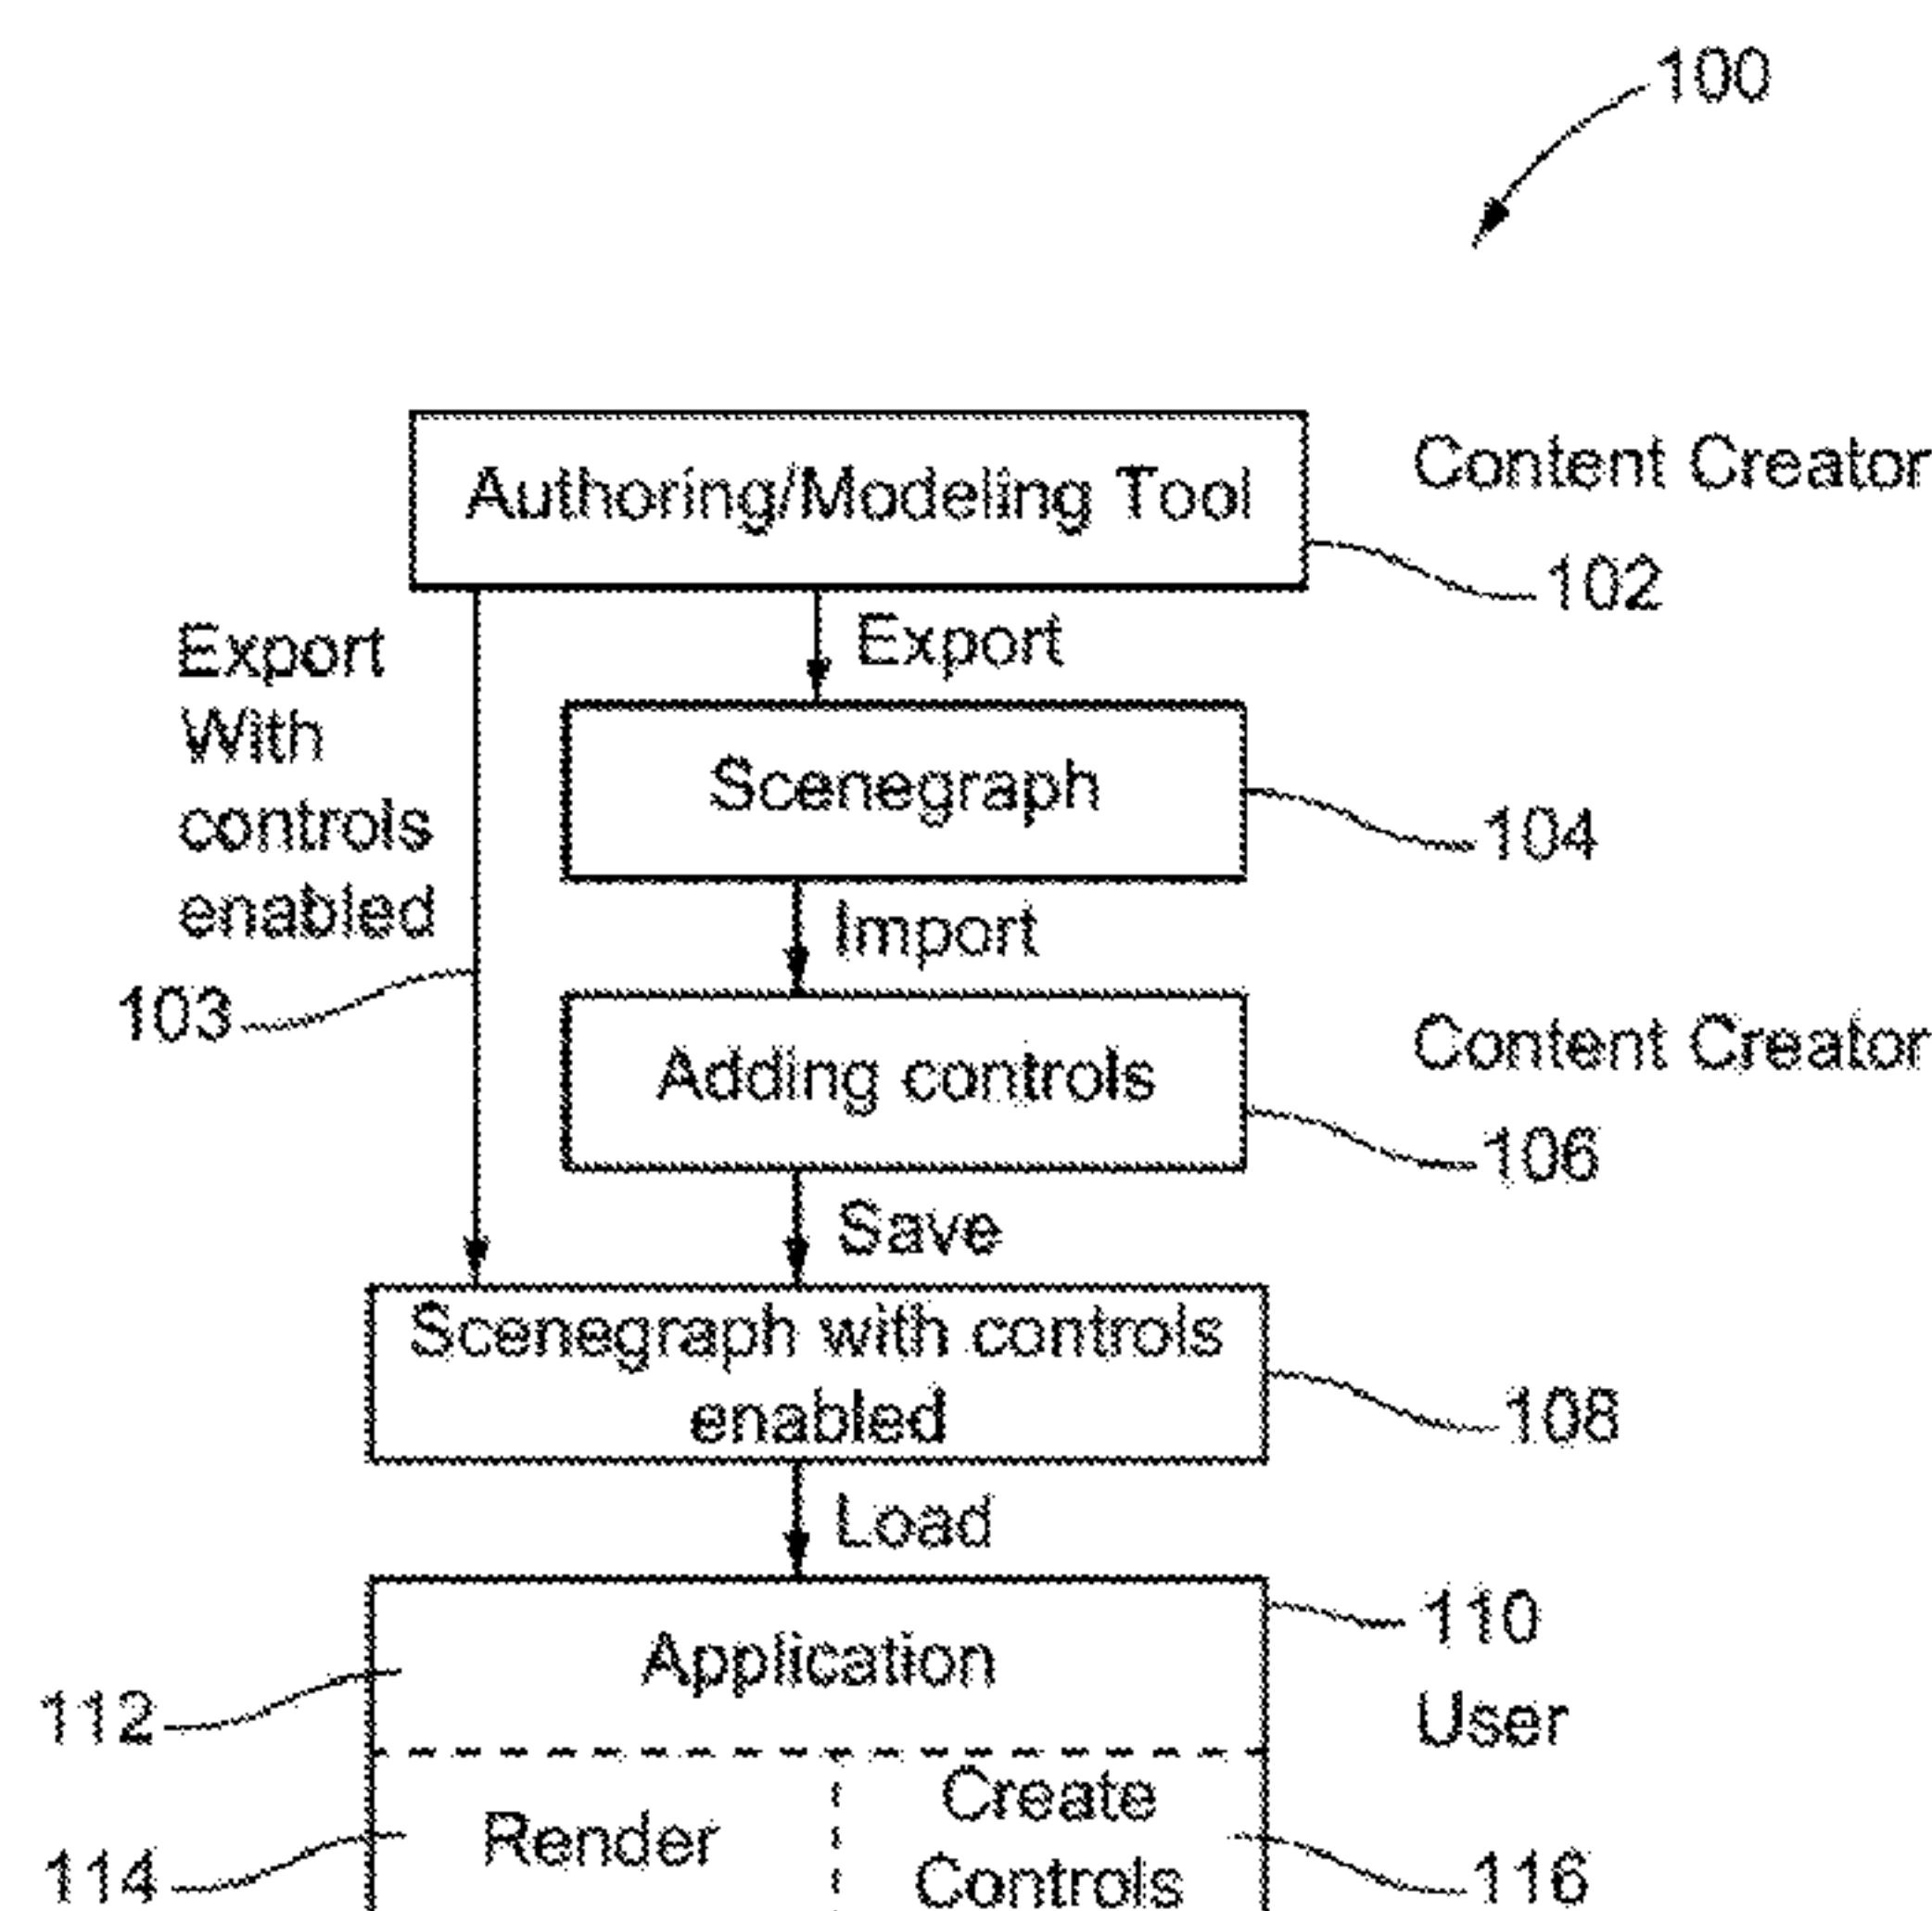 100
Authoring/Modeling Tool
Content Creator
102
Export
With
controls
enabled
Export
Scenegraph
104
Import
103
Adding controls
Content Creator
106
Save
Scenegraph with controls
enabled
108
Load
Application
110
User
112
Render
Create
Controls
114
116